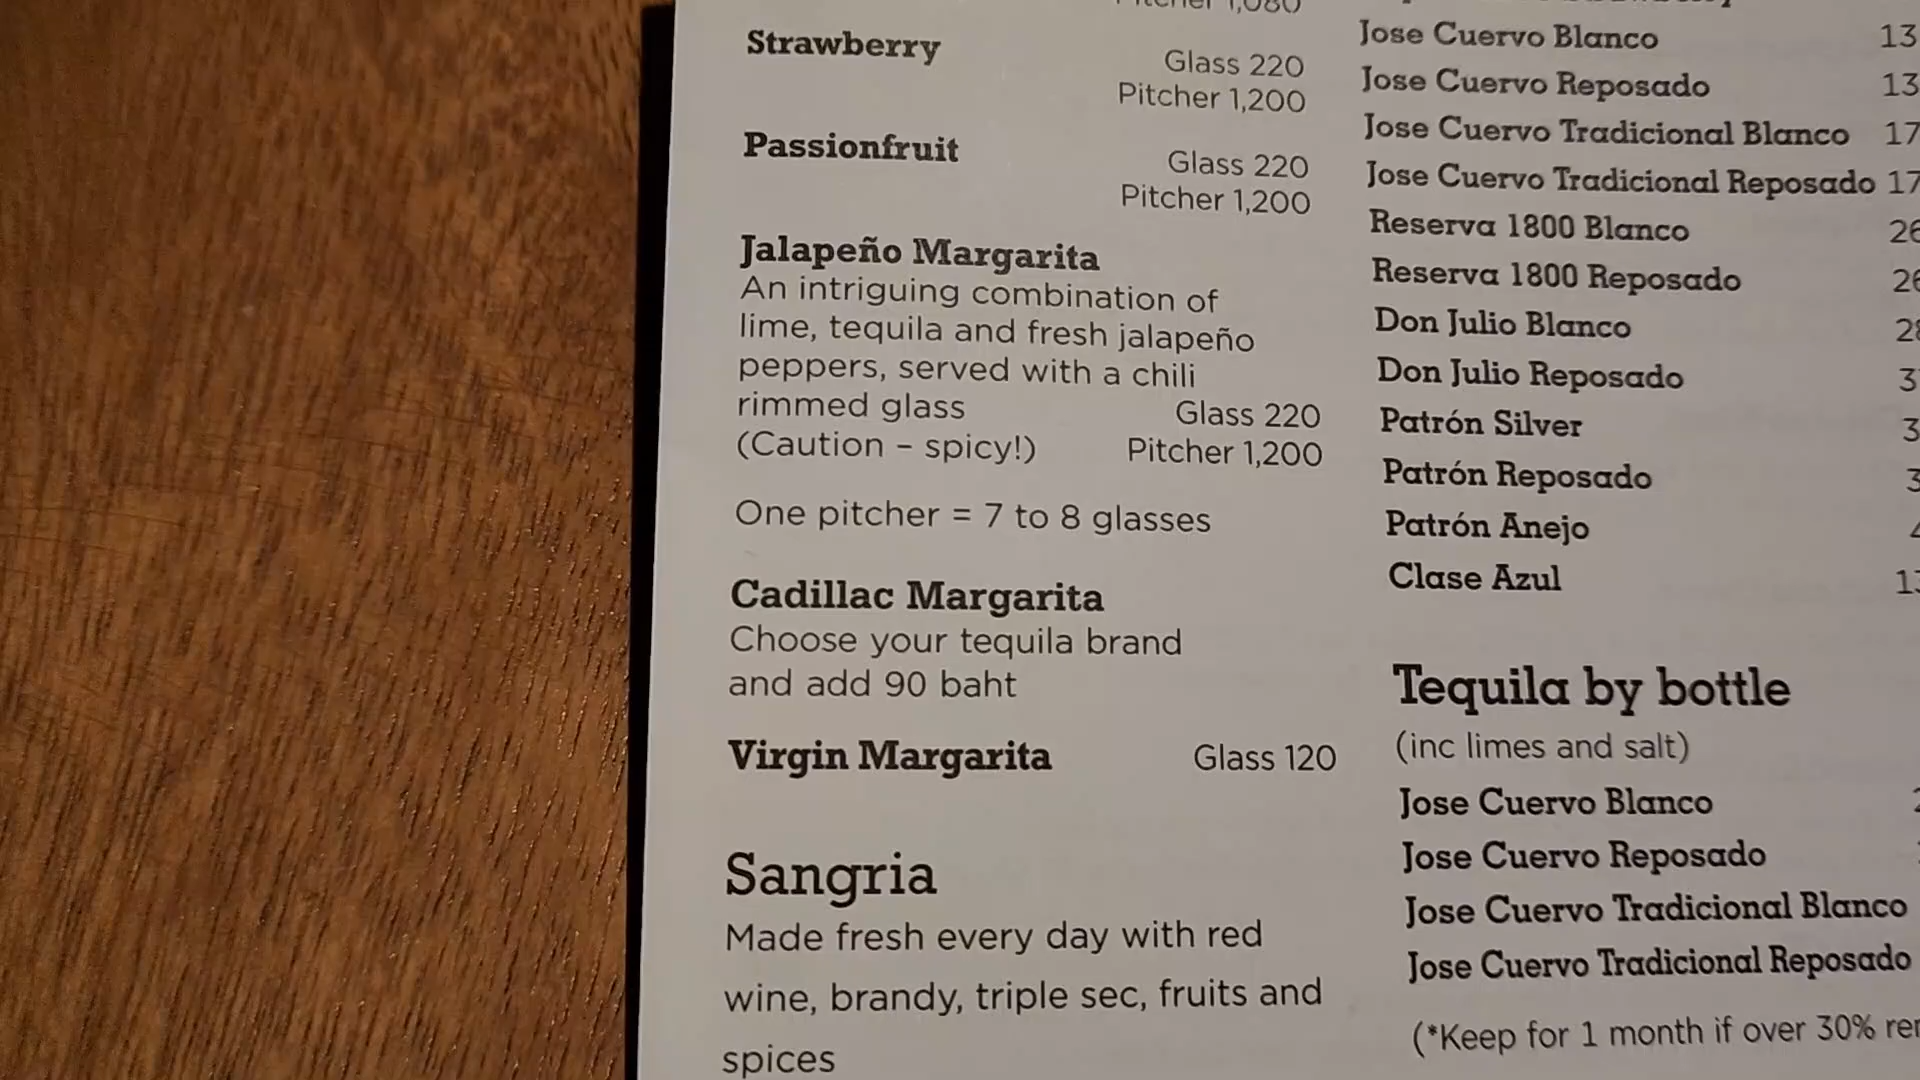 Strawberry
Glass 220
Pitcher 1,200
Passionfruit
Glass 220
Pitcher 1,200
Jalapeño Margarita
An intriguing combination of
lime, tequila and fresh jalapeño
peppers, served with a chili
rimmed glass Glass 220
(Caution – spicy!) Pitcher 1,200
One pitcher = 7 to 8 glasses
Cadillac Margarita
Choose your tequila brand
and add 90 baht
Virgin Margarita Glass 120
Sangria
Made fresh every day with red
wine, brandy, triple sec, fruits and
spices
Jose Cuervo Blanco
Jose Cuervo Reposado
Jose Cuervo Tradicional Blanco
Jose Cuervo Tradicional Reposado
Reserva 1800 Blanco
Reserva 1800 Reposado
Don Julio Blanco
Don Julio Reposado
Patrón Silver
Patrón Reposado
Patrón Anejo
Clase Azul
Tequila by bottle
(inc limes and salt)
Jose Cuervo Blanco
Jose Cuervo Reposado
Jose Cuervo Tradicional Blanco
Jose Cuervo Tradicional Reposado
(*Keep for 1 month if over 30%